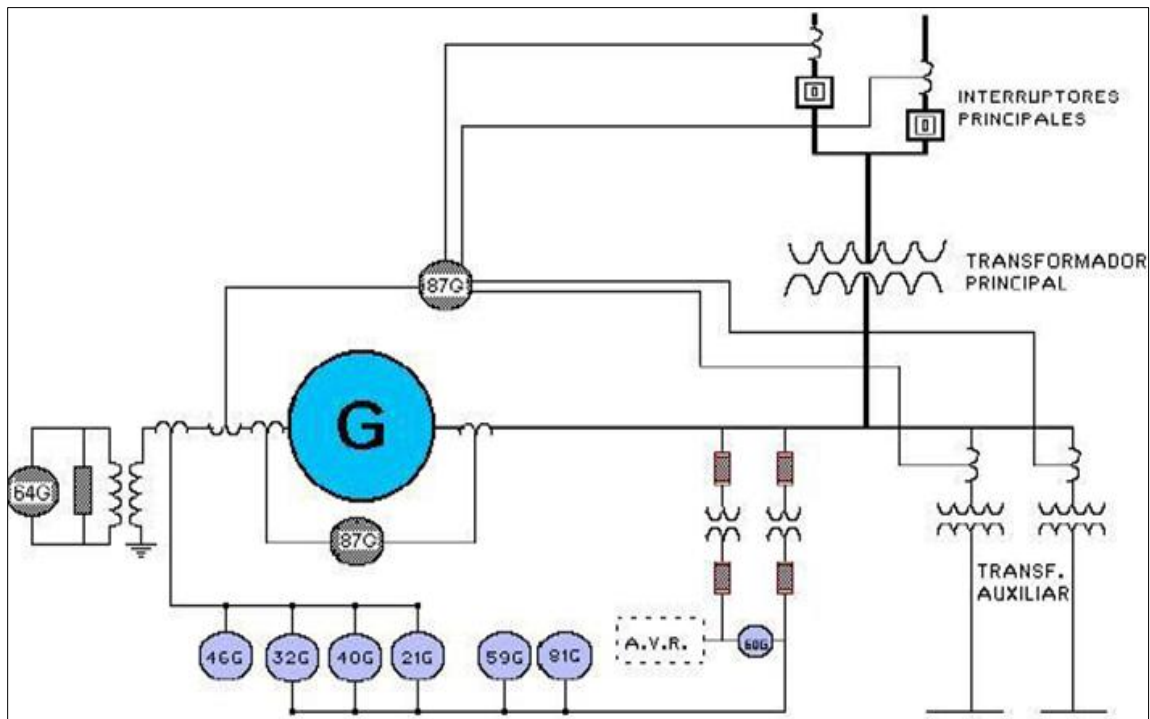 INTERRUPTORES
PRINCIPALES
TRANSFORMADOR
PRINCIPAL
87G
G
64G
87G
TRANSF.
AUXILIAR
A.V.R.
60G
46G
32G
40G
21G
59G
81G